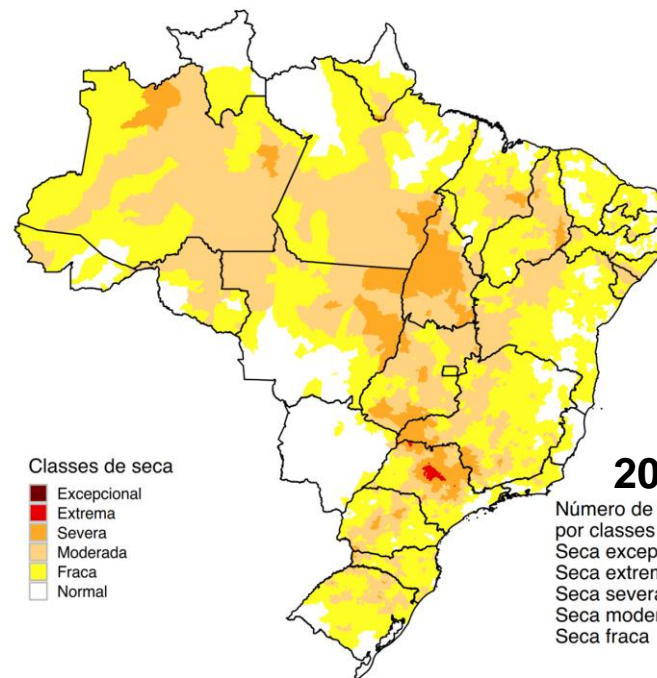 Classes de seca
Excepcional
Extrema
Severa
Moderada
Fraca
Normal
20
Número de
por classes
Seca excep
Seca extrem
Seca severa
Seca moder
Seca fraca